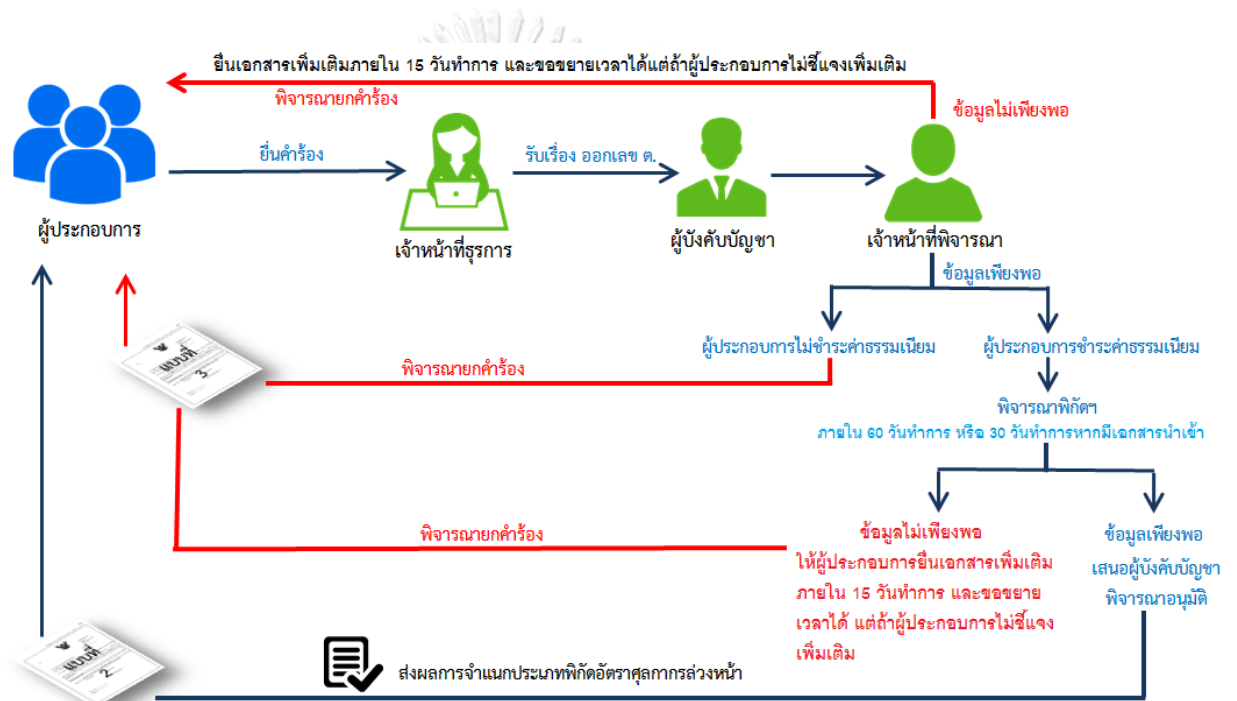 ยื่นเอกสารเพิ่มเติมภายใน 15 วันทำการ และขอขยายเวลาได้แต่ถ้าผู้ประกอบการไม่ชี้แจงเพิ่มเติม
พิจารณายกคำร้อง
ข้อมูลไม่เพียงพอ
ยื่นคำร้อง
รับเรื่อง ออกเลข ต.
ผู้ประกอบการ
เจ้าหน้าที่ธุรการ
ผู้บังคับบัญชา
เจ้าหน้าที่พิจารณา
ข้อมูลเพียงพอ
ผู้ประกอบการไม่ชำระค่าธรรมเนียม
ผู้ประกอบการชำระค่าธรรมเนียม
แบบที่
3
พิจารณายกคำร้อง
พิจารณาพิกัดฯ
ภายใน 60 วันทำการ หรือ 30 วันทำการหากมีเอกสารนำเข้า
พิจารณายกคำร้อง
ข้อมูลไม่เพียงพอ
ให้ผู้ประกอบการยื่นเอกสารเพิ่มเติม
ภายใน 15 วันทำการ และขอขยาย
เวลาได้ แต่ถ้าผู้ประกอบการไม่ชี้แจง
เพิ่มเติม
ข้อมูลเพียงพอ
เสนอผู้บังคับบัญชา
พิจารณาอนุมัติ
แบบที่
2
ส่งผลการจำแนกประเภทพิกัดอัตราศุลกากรล่วงหน้า